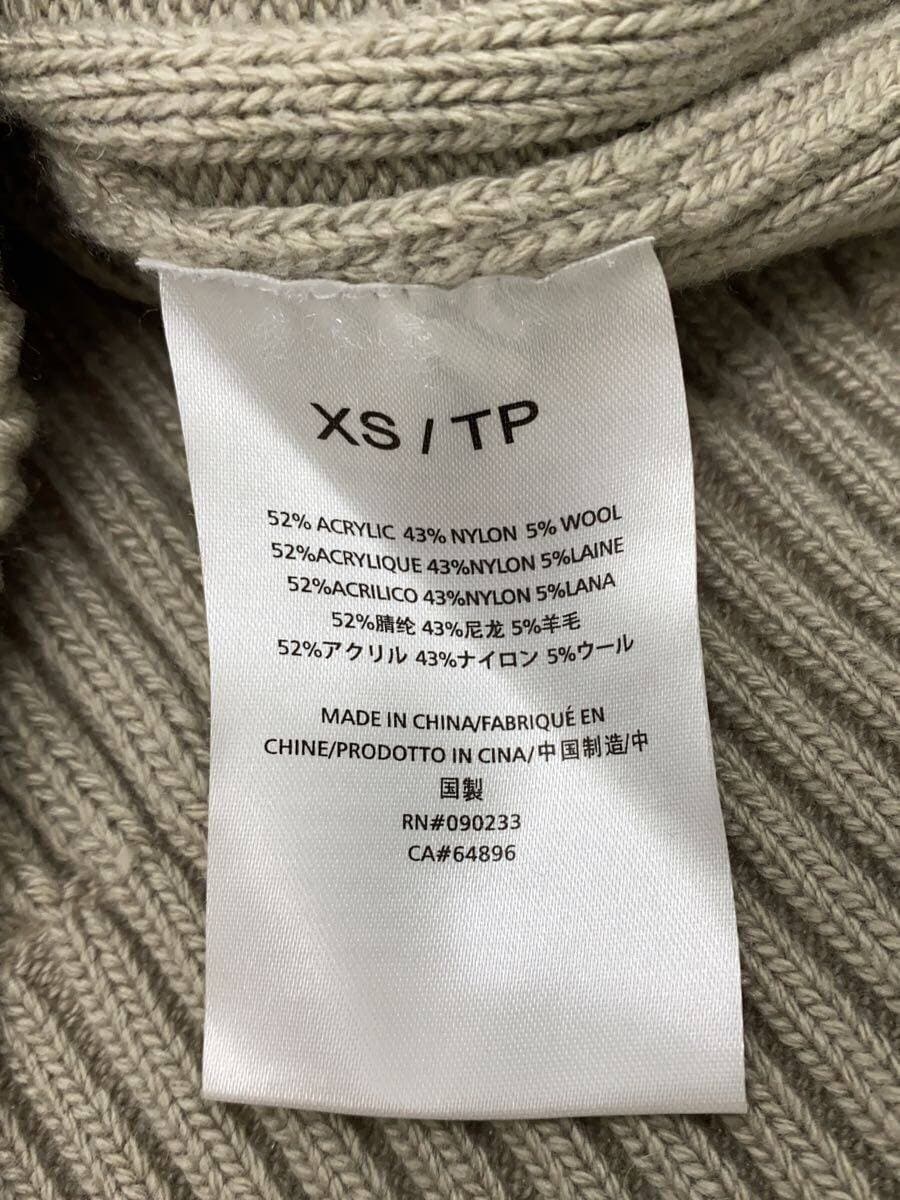 XS / TP
52% ACRYLIC 43% NYLON 5% WOOL
52%ACRYLIQUE 43%NYLON 5%LAINE
52%ACRILICO 43%NYLON 5%LANA
52%腈纶 43%尼龙 5%羊毛
52%アクリル 43%ナイロン 5%ウール
MADE IN CHINA/FABRIQUÉ EN
CHINE/PRODOTTO IN CINA/中国制造/中
国製
RN#090233
CA#64896